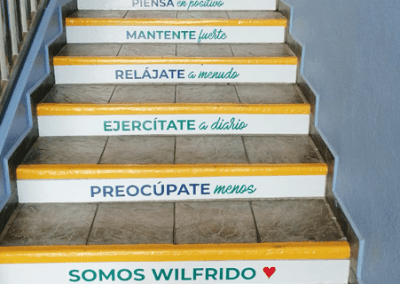 PIENSA en positivo
MANTENTE fuerte
RELÁJATE a menudo
EJERCÍTATE a diario
PREOCÚPATE menos
SOMOS WILFRIDO ♥